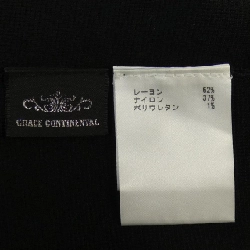 GRACE CONTINENTAL
レーヨン 62%
ナイロン 37%
ポリウレタン 1%